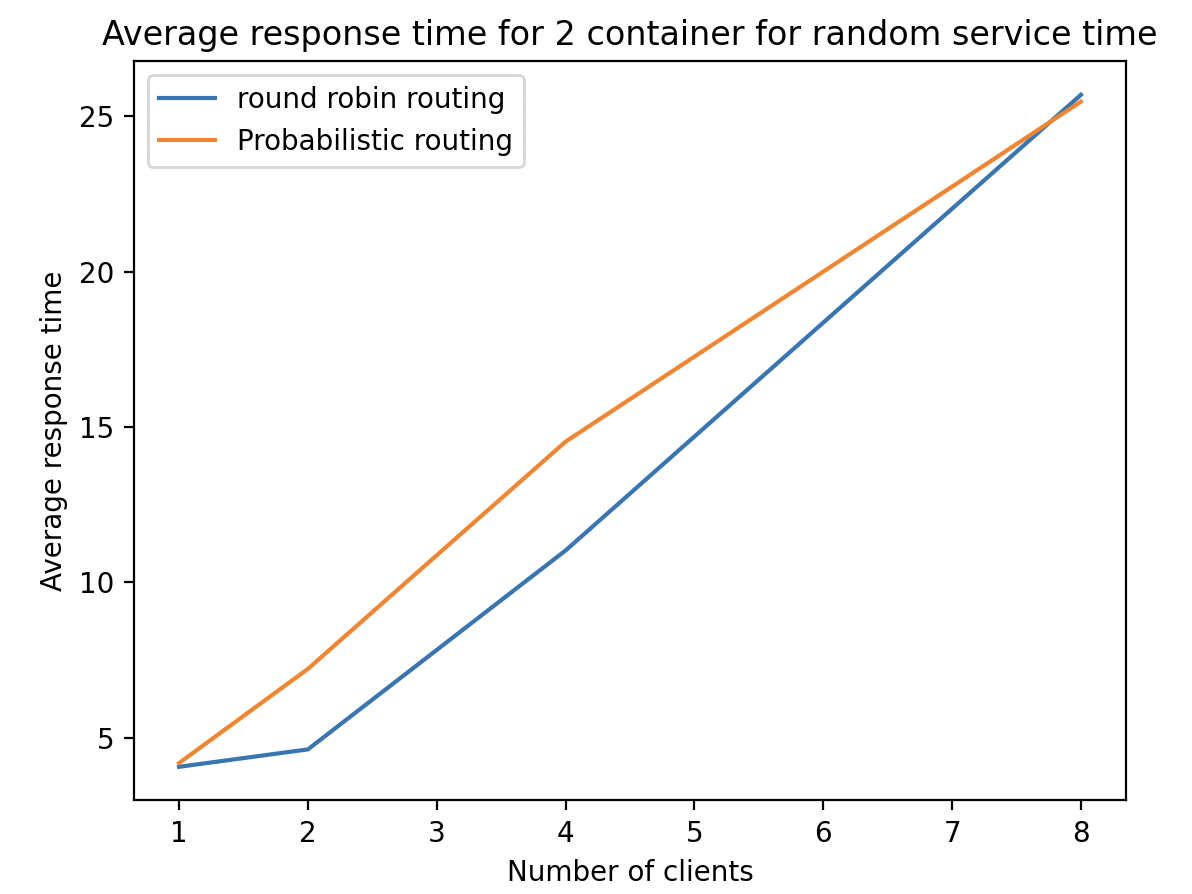 Average response time for 2 container for random service time
round robin routing
Probabilistic routing
25
20
15
10
5
Average response time
1 2 3 4 5 6 7 8
Number of clients